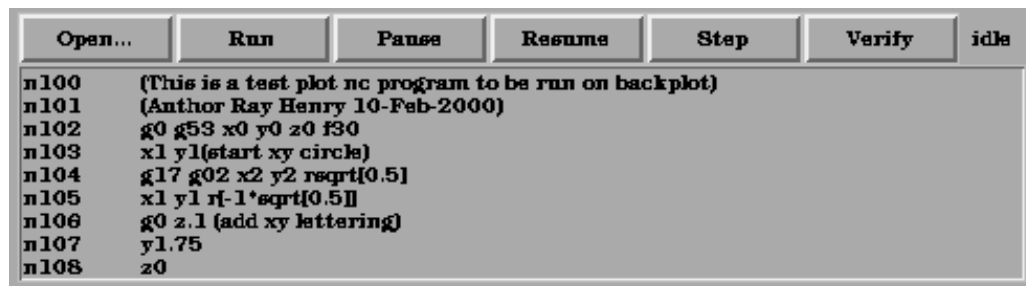 Open... Run Pause Resume Step Verify idle
n100 (This is a test plot nc program to be run on backplot)
n101 (Author Ray Henry 10-Feb-2000)
n102 g0 g53 x0 y0 z0 f30
n103 x1 y1(start xy circle)
n104 g17 g02 x2 y2 rsqrt[0.5]
n105 x1 y1 r[-1*sqrt[0.5]]
n106 g0 z.1 (add xy lettering)
n107 y1.75
n108 z0